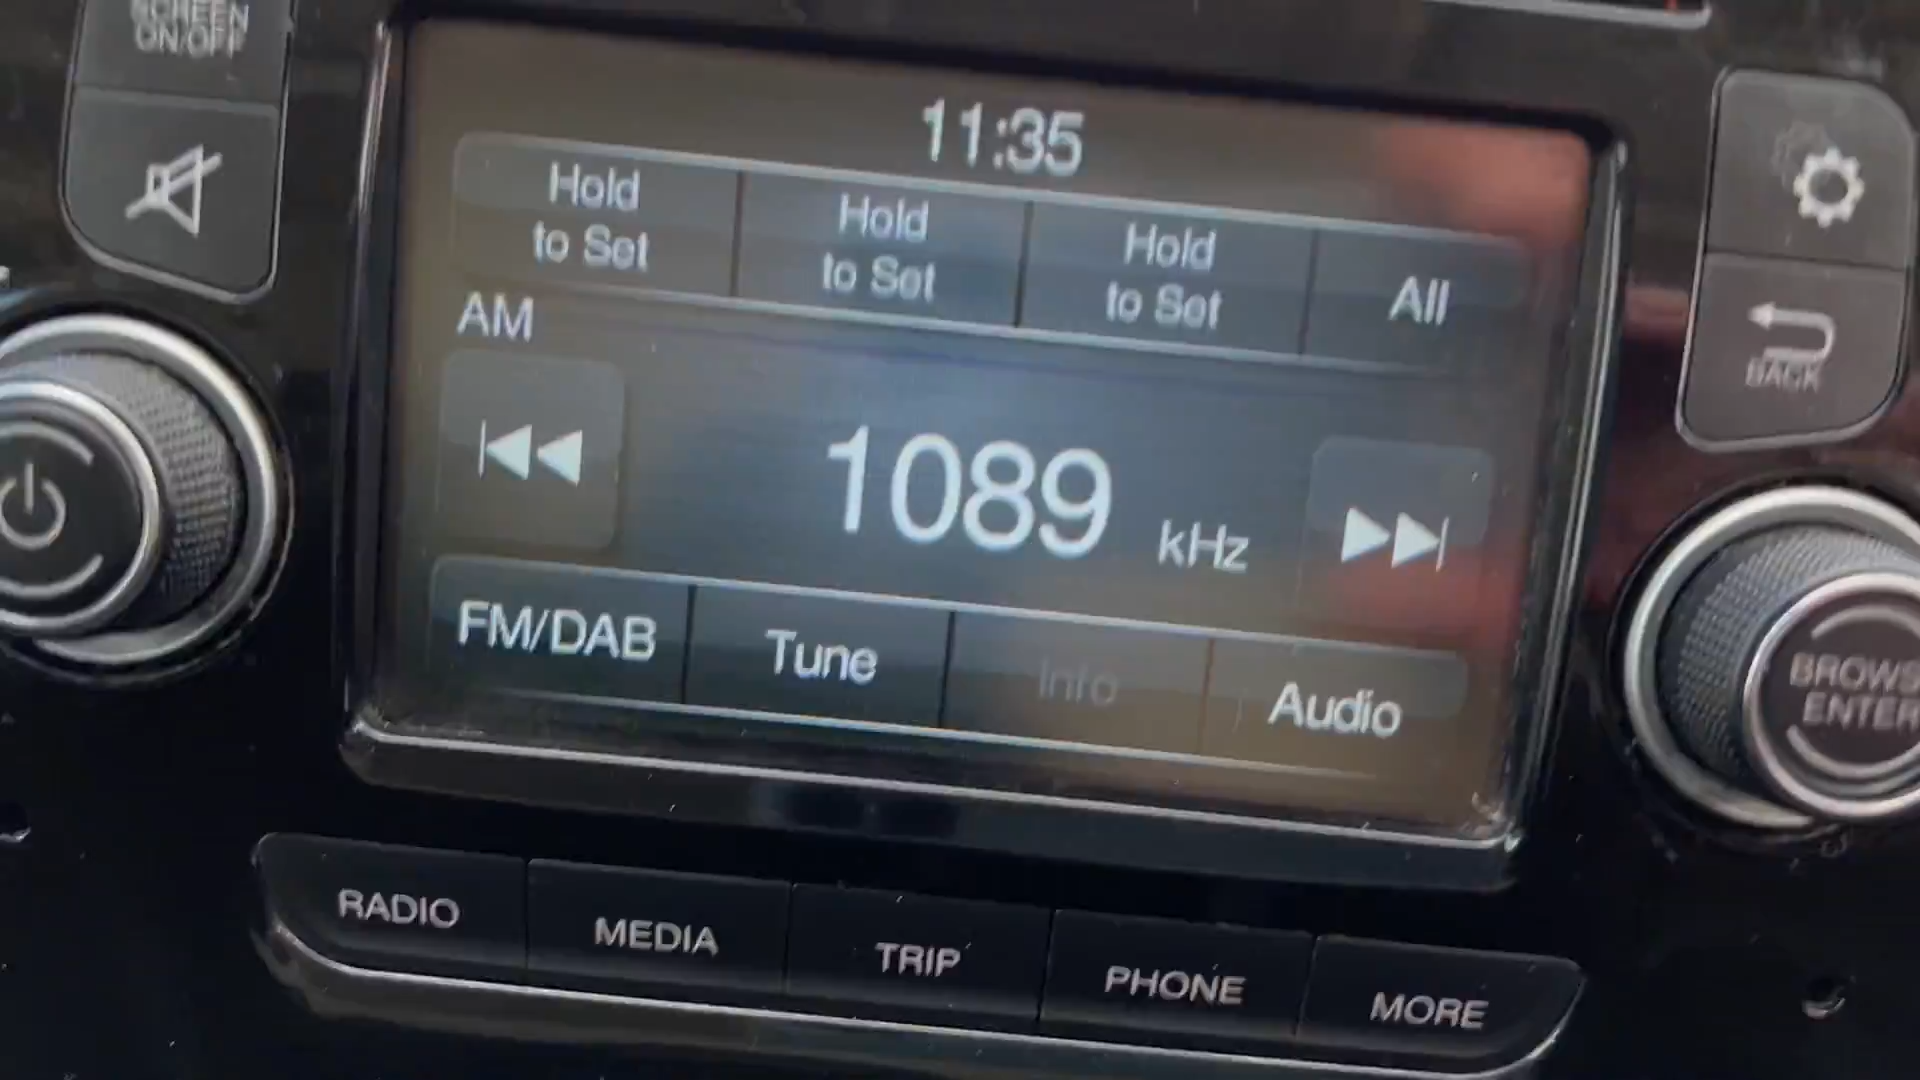 SCREEN
ON/OFF
11:35
Hold
to Set
Hold
to Set
Hold
to Set
All
AM
1089 kHz
BACK
FM/DAB
Tune
Info
Audio
BROWS
ENTER
RADIO
MEDIA
TRIP
PHONE
MORE